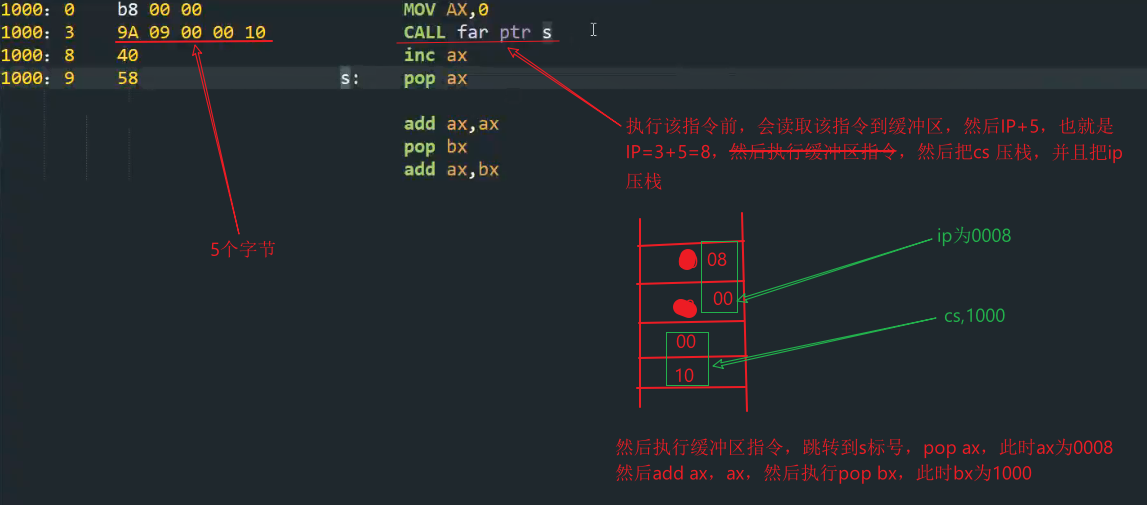 1000: 0 b8 00 00 MOV AX,0
1000: 3 9A 09 00 00 10 CALL far ptr s
1000: 8 40 inc ax
1000: 9 58 s: pop ax
add ax,ax
pop bx
add ax,bx
执行该指令前，会读取该指令到缓冲区，然后IP+5，也就是
IP=3+5=8，然后执行缓冲区指令，然后把cs 压栈，并且把ip
压栈
5个字节
ip为0008
08
00
cs,1000
00
10
然后执行缓冲区指令，跳转到s标号，pop ax，此时ax为0008
然后add ax，ax，然后执行pop bx，此时bx为1000